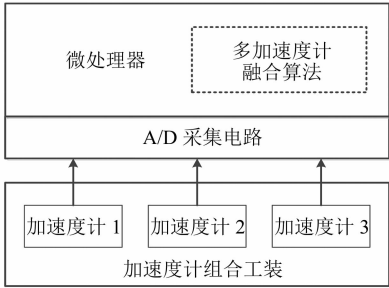 微处理器
多加速度计
融合算法
A/D 采集电路
加速度计 1
加速度计 2
加速度计 3
加速度计组合工装